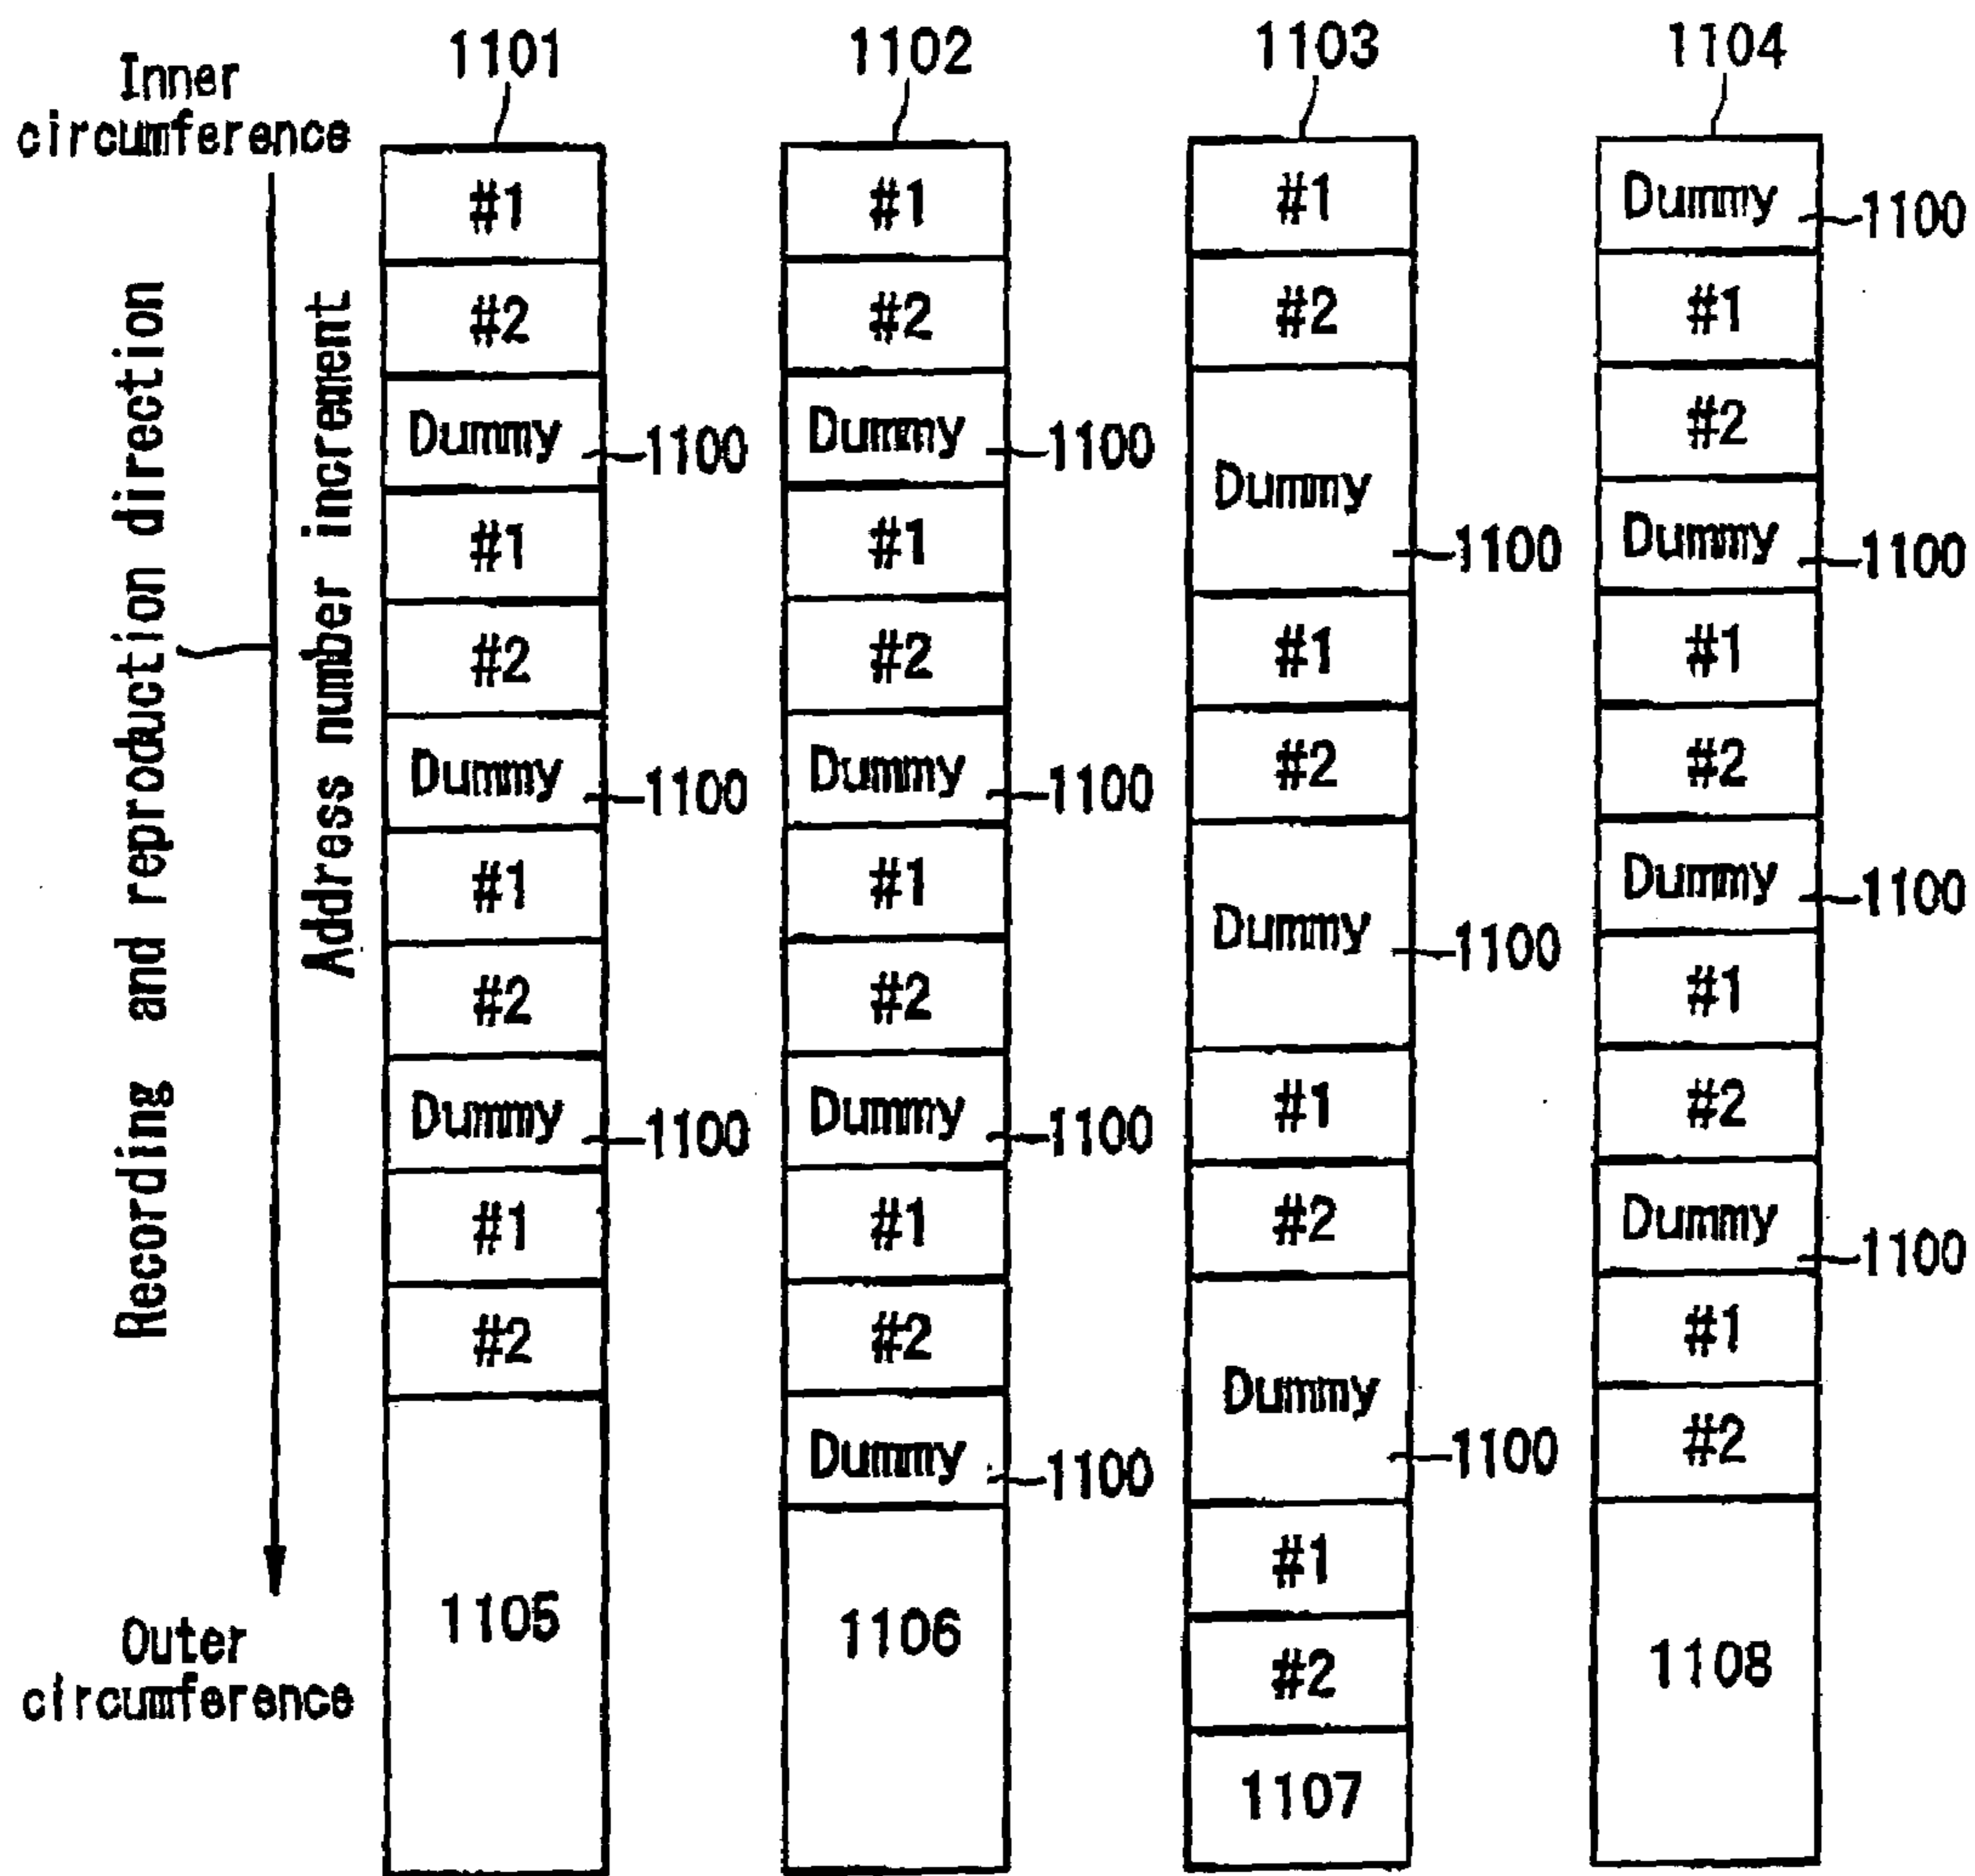 Inner
circumference
Recording and reproduction direction
Address number increment
Outer
circumference
1101
#1
#2
Dummy
1100
#1
#2
Dummy
1100
#1
#2
Dummy
1100
#1
#2
1105
1102
#1
#2
Dummy
1100
#1
#2
Dummy
1100
#1
#2
Dummy
1100
#1
#2
Dummy
1100
1106
1103
#1
#2
Dummy
1100
#1
#2
Dummy
1100
#1
#2
Dummy
1100
#1
#2
1107
1104
Dummy
1100
#1
#2
Dummy
1100
#1
#2
Dummy
1100
#1
#2
Dummy
1100
#1
#2
1108